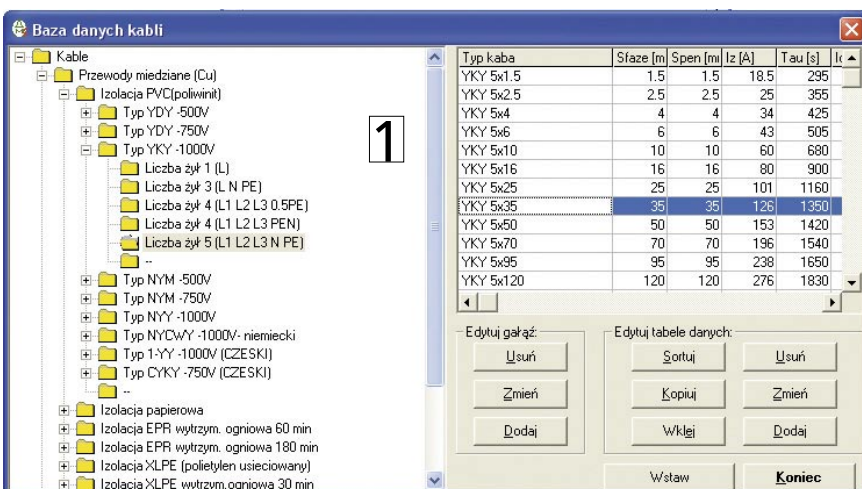 Baza danych kabli
Kable
Przewody miedziane (Cu)
Izolacja PVC(poliwinit)
Typ YDY -500V
Typ YDY -750V
Typ YKY -1000V
Liczba żył 1 (L)
Liczba żył 3 (L N PE)
Liczba żył 4 (L1 L2 L3 0.5PE)
Liczba żył 4 (L1 L2 L3 PEN)
Liczba żył 5 (L1 L2 L3 N PE)
--
Typ NYM -500V
Typ NYM -750V
Typ NYY -1000V
Typ NYCWY -1000V- niemiecki
Typ 1-YY -1000V (CZESKI)
Typ CYKY -750V (CZESKI)
--
Izolacja papierowa
Izolacja EPR wytrzym. ogniowa 60 min
Izolacja EPR wytrzym. ogniowa 180 min
Izolacja XLPE (polietylen usieciowany)
Izolacja XLPE wytrzym.ogniowa 30 min
1
Typ kaba Sfaze [m Spen [m Iz [A] Tau [s]
YKY 5x1.5 1.5 1.5 18.5 295
YKY 5x2.5 2.5 2.5 25 355
YKY 5x4 4 4 34 425
YKY 5x6 6 6 43 505
YKY 5x10 10 10 60 680
YKY 5x16 16 16 80 900
YKY 5x25 25 25 101 1160
YKY 5x35 35 35 126 1350
YKY 5x50 50 50 153 1420
YKY 5x70 70 70 196 1540
YKY 5x95 95 95 238 1650
YKY 5x120 120 120 276 1830
Edytuj gałąź: Edytuj tabele danych:
Usuń Sortuj Usuń
Zmień Kopiuj Zmień
Dodaj Wklej Dodaj
Wstaw Koniec